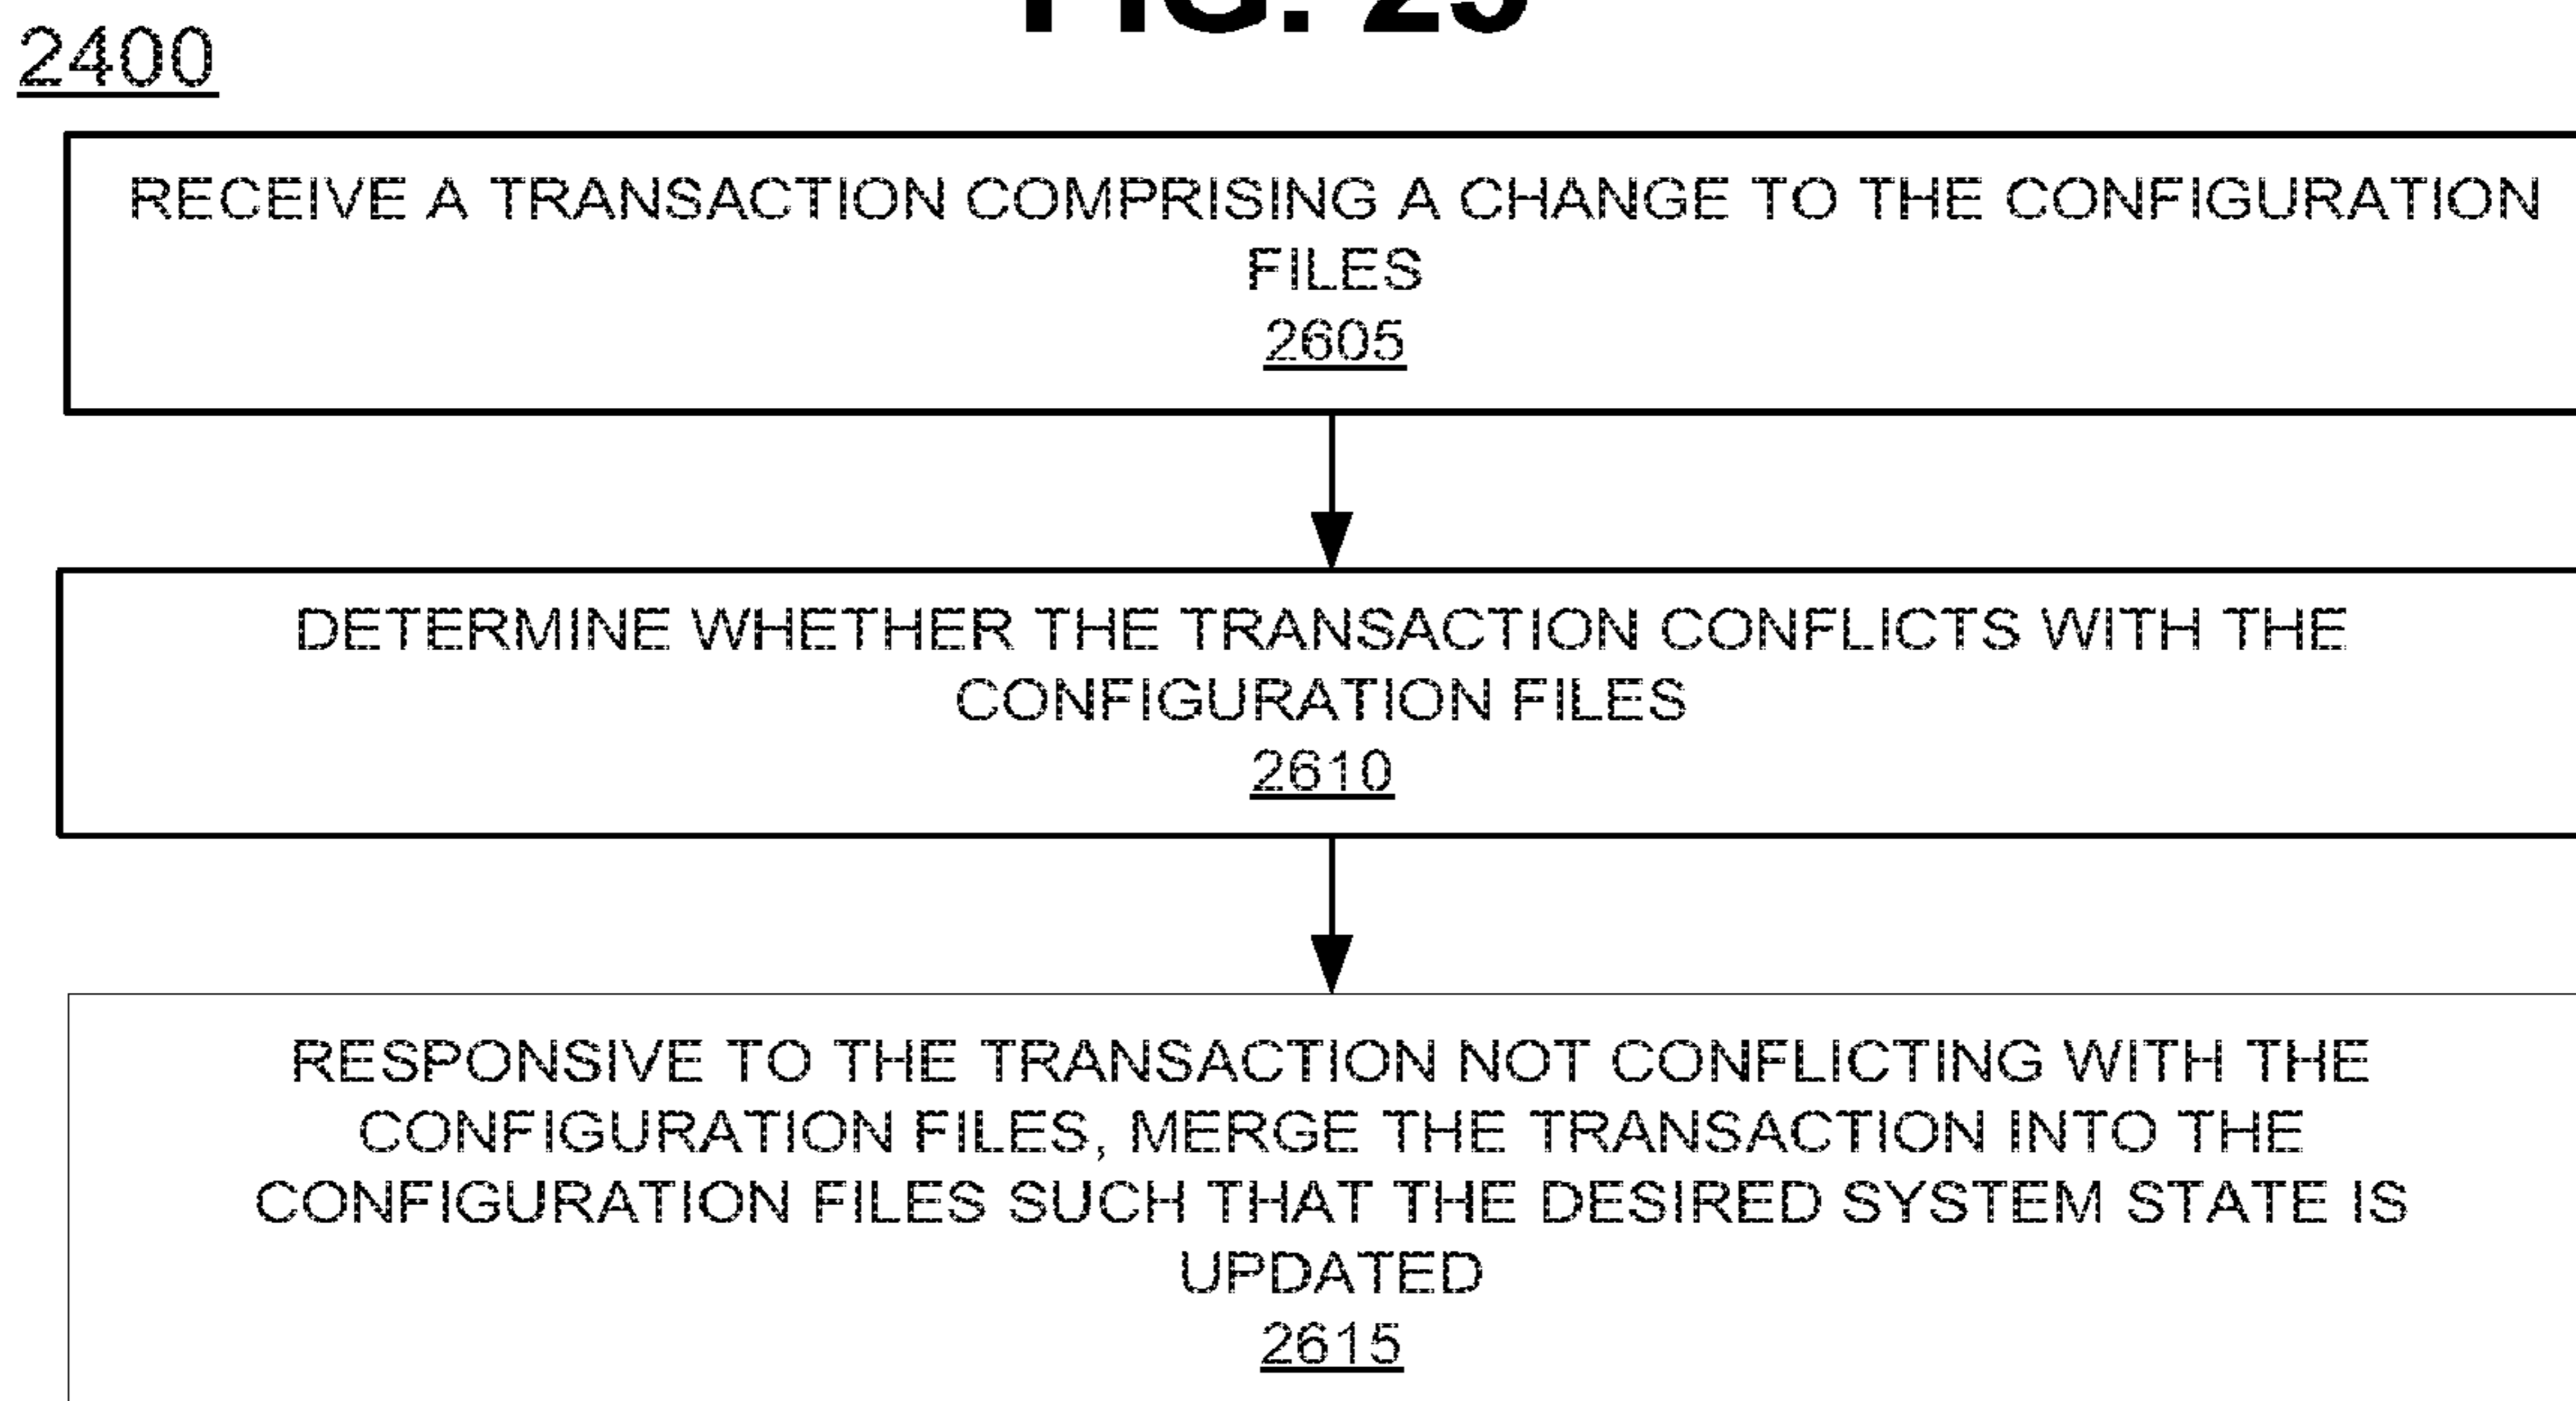 FIG. 25
2400
RECEIVE A TRANSACTION COMPRISING A CHANGE TO THE CONFIGURATION
FILES
2605
DETERMINE WHETHER THE TRANSACTION CONFLICTS WITH THE
CONFIGURATION FILES
2610
RESPONSIVE TO THE TRANSACTION NOT CONFLICTING WITH THE
CONFIGURATION FILES, MERGE THE TRANSACTION INTO THE
CONFIGURATION FILES SUCH THAT THE DESIRED SYSTEM STATE IS
UPDATED
2615